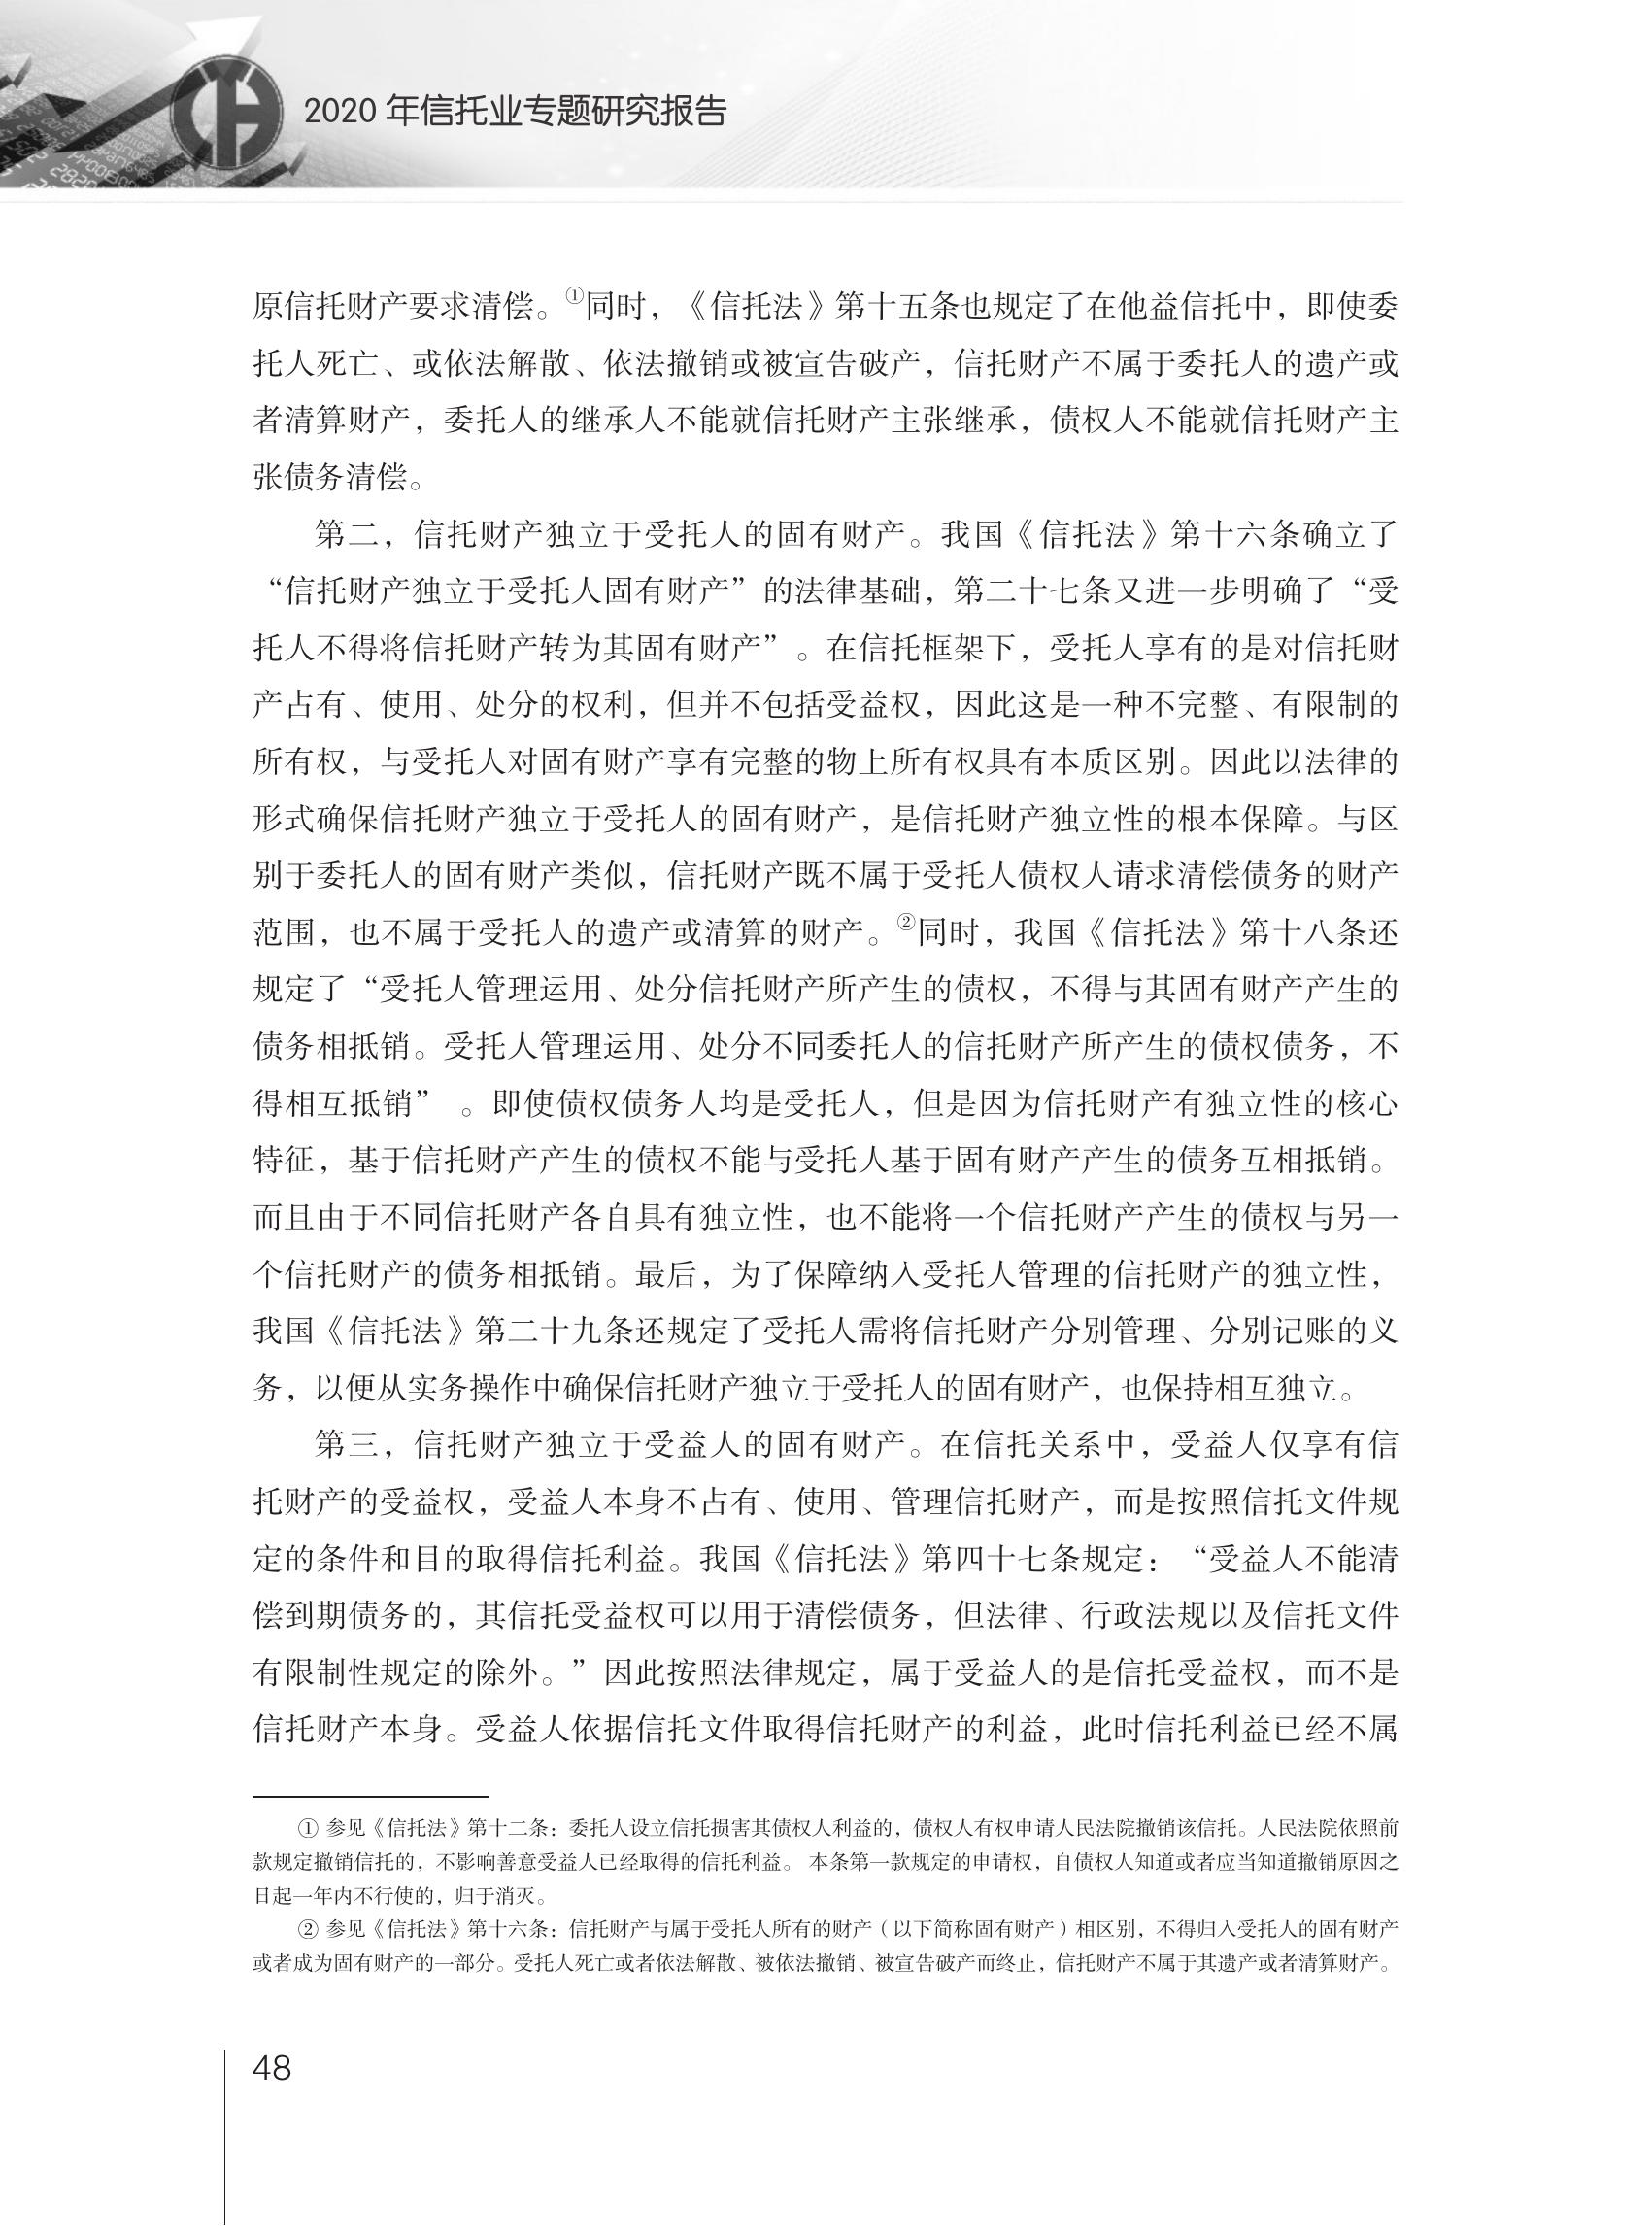 2020 年信托业专题研究报告
原信托财产要求清偿。①同时，《信托法》第十五条也规定了在他益信托中，即使委
托人死亡、或依法解散、依法撤销或被宣告破产，信托财产不属于委托人的遗产或
者清算财产，委托人的继承人不能就信托财产主张继承，债权人不能就信托财产主
张债务清偿。
第二，信托财产独立于受托人的固有财产。我国《信托法》第十六条确立了
“信托财产独立于受托人固有财产”的法律基础，第二十七条又进一步明确了“受
托人不得将信托财产转为其固有财产”。在信托框架下，受托人享有的是对信托财
产占有、使用、处分的权利，但并不包括受益权，因此这是一种不完整、有限制的
所有权，与受托人对固有财产享有完整的物上所有权具有本质区别。因此以法律的
形式确保信托财产独立于受托人的固有财产，是信托财产独立性的根本保障。与区
别于委托人的固有财产类似，信托财产既不属于受托人债权人请求清偿债务的财产
范围，也不属于受托人的遗产或清算的财产。②同时，我国《信托法》第十八条还
规定了“受托人管理运用、处分信托财产所产生的债权，不得与其固有财产产生的
债务相抵销。受托人管理运用、处分不同委托人的信托财产所产生的债权债务，不
得相互抵销” 。即使债权债务人均是受托人，但是因为信托财产有独立性的核心
特征，基于信托财产产生的债权不能与受托人基于固有财产产生的债务互相抵销。
而且由于不同信托财产各自具有独立性，也不能将一个信托财产产生的债权与另一
个信托财产的债务相抵销。最后，为了保障纳入受托人管理的信托财产的独立性，
我国《信托法》第二十九条还规定了受托人需将信托财产分别管理、分别记账的义
务，以便从实务操作中确保信托财产独立于受托人的固有财产，也保持相互独立。
第三，信托财产独立于受益人的固有财产。在信托关系中，受益人仅享有信
托财产的受益权，受益人本身不占有、使用、管理信托财产，而是按照信托文件规
定的条件和目的取得信托利益。我国《信托法》第四十七条规定：“受益人不能清
偿到期债务的，其信托受益权可以用于清偿债务，但法律、行政法规以及信托文件
有限制性规定的除外。”因此按照法律规定，属于受益人的是信托受益权，而不是
信托财产本身。受益人依据信托文件取得信托财产的利益，此时信托利益已经不属
① 参见《信托法》第十二条：委托人设立信托损害其债权人利益的，债权人有权申请人民法院撤销该信托。人民法院依照前
款规定撤销信托的，不影响善意受益人已经取得的信托利益。 本条第一款规定的申请权，自债权人知道或者应当知道撤销原因之
日起一年内不行使的，归于消灭。
② 参见《信托法》第十六条：信托财产与属于受托人所有的财产（以下简称固有财产）相区别，不得归入受托人的固有财产
或者成为固有财产的一部分。受托人死亡或者依法解散、被依法撤销、被宣告破产而终止，信托财产不属于其遗产或者清算财产。
48